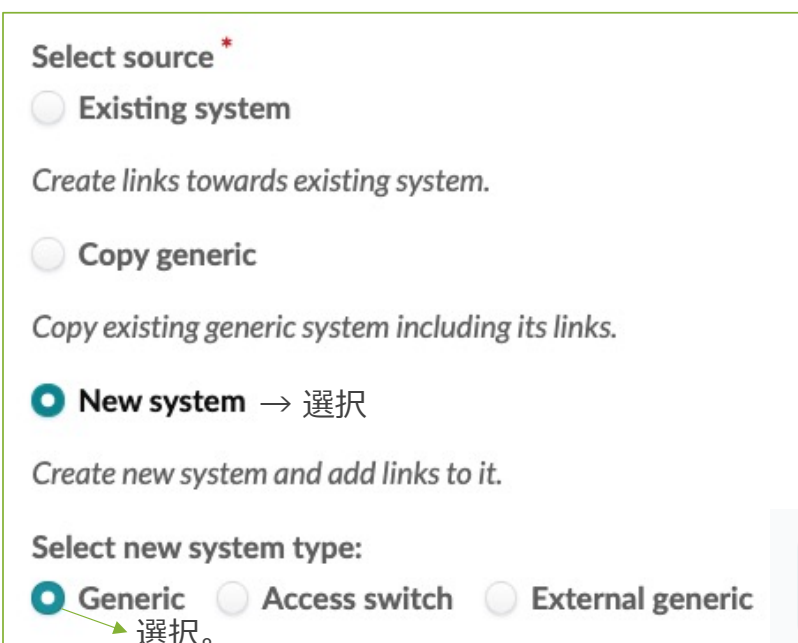 Select source *
Existing system
Create links towards existing system.
Copy generic
Copy existing generic system including its links.
New system → 選択
Create new system and add links to it.
Select new system type:
Generic Access switch External generic
選択。